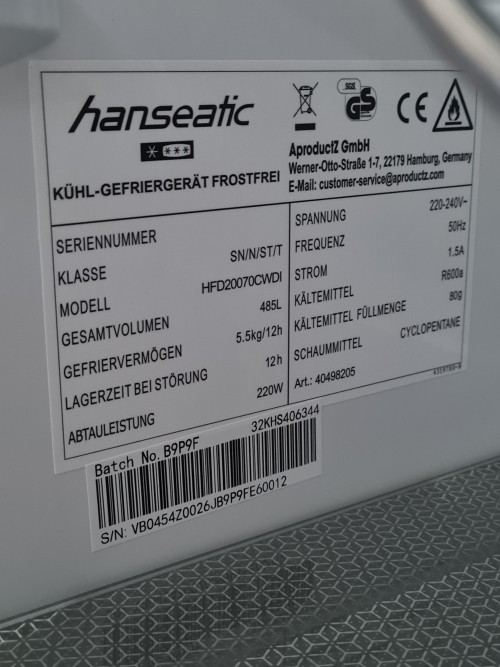 hanseatic
KÜHL-GEFRIERGERÄT FROSTFREI
SGS
GS
CE
AproductZ GmbH
Werner-Otto-Straße 1-7, 22179 Hamburg, Germany
E-Mail: customer-service@aproductz.com
SERIENNUMMER
KLASSE SN/N/ST/T
MODELL HFD20070CWDI
GESAMTVOLUMEN 485L
GEFRIERVERMÖGEN 5.5kg/12h
LAGERZEIT BEI STÖRUNG 12h
ABTAULEISTUNG 220W
SPANNUNG 220-240V~
FREQUENZ 50Hz
STROM 1.5A
KÄLTEMITTEL R600a
KÄLTEMITTEL FÜLLMENGE 80g
SCHAUMMITTEL CYCLOPENTANE
Art.: 40498205
Batch No. B9P9F 32KHS406344
S/N: VB0454Z0026JB9P9FE60012